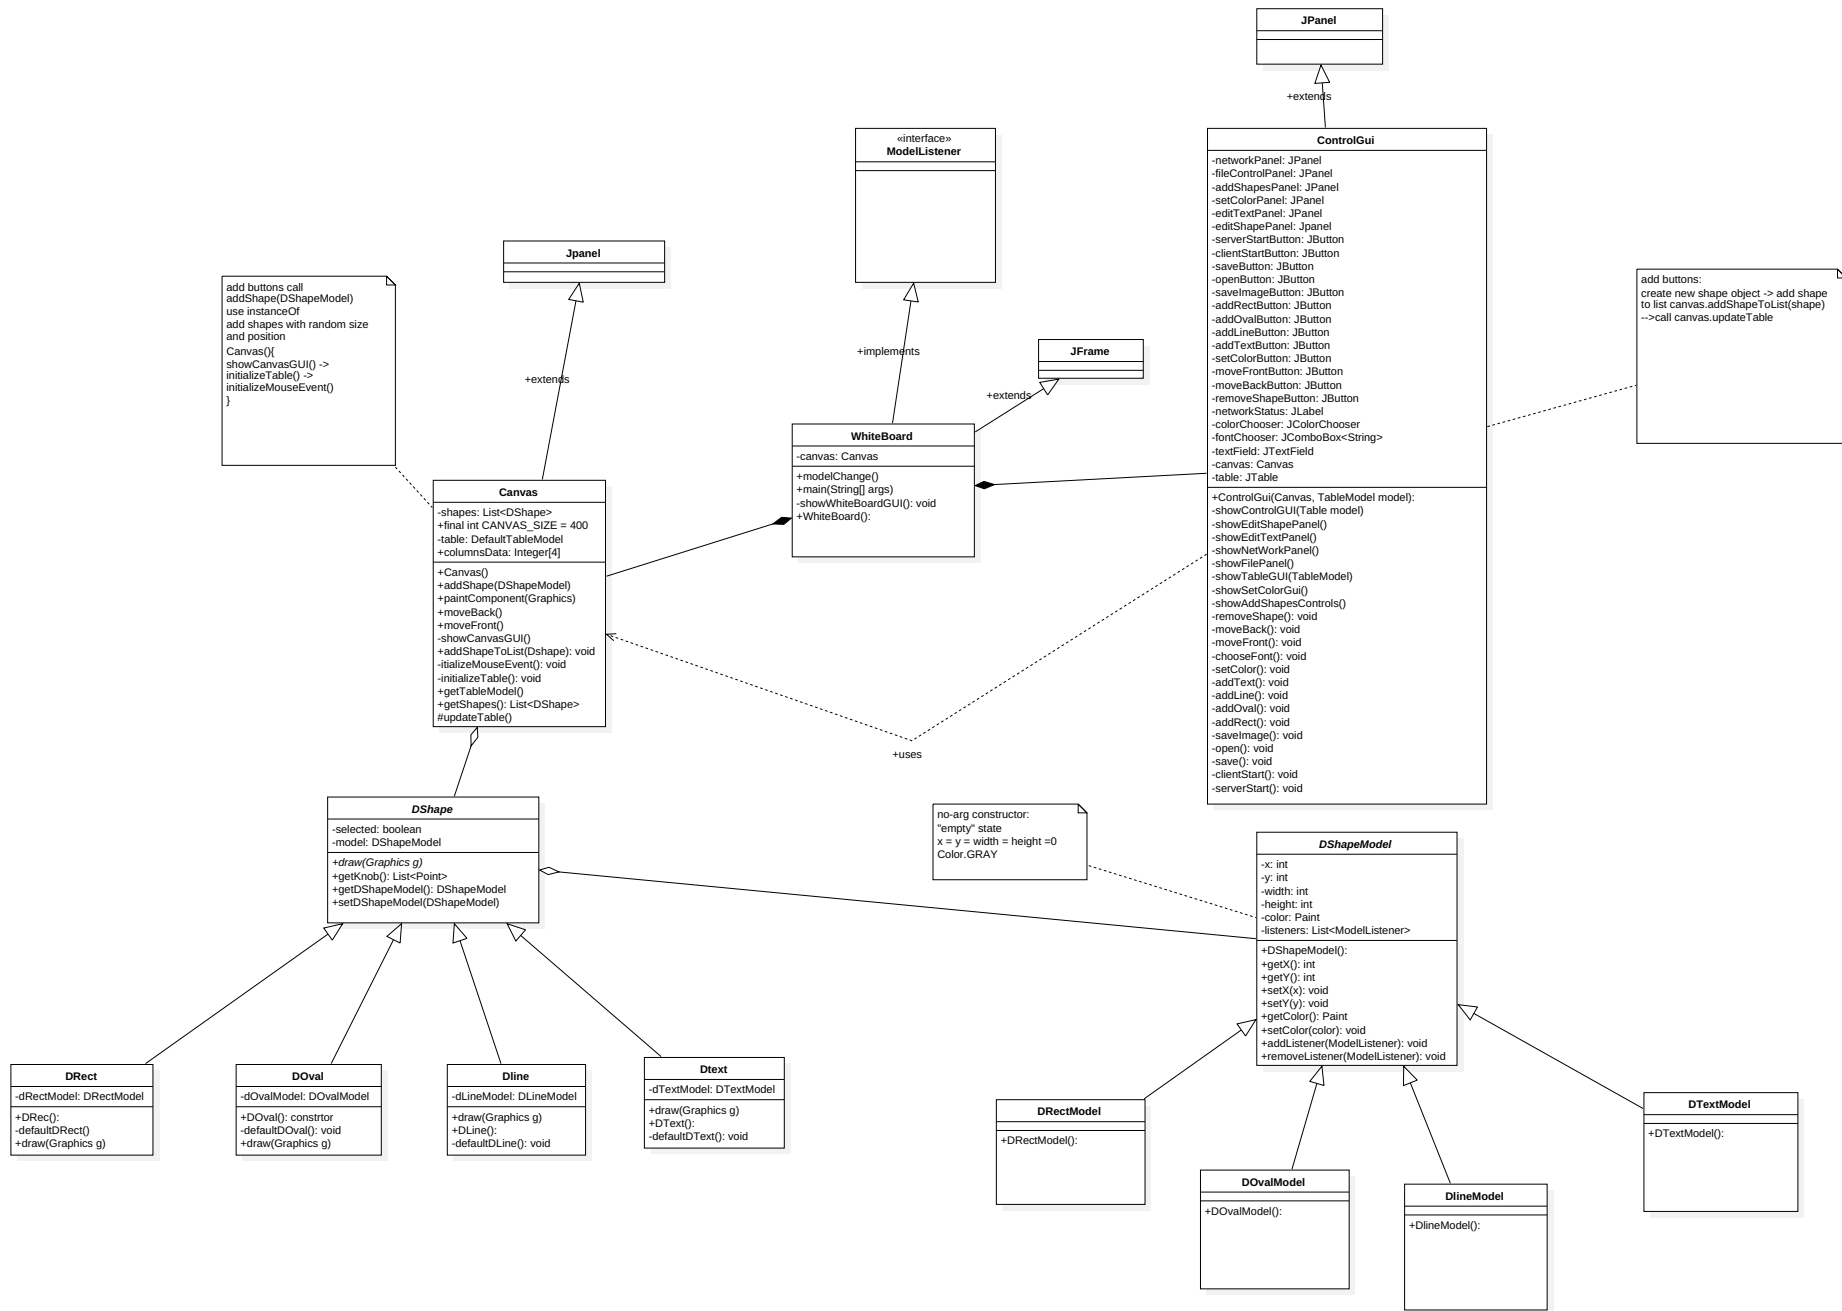 JPanel
+extends
«interface»
ModelListener
+implements
ControlGui
-networkPanel: JPanel
-fileControlPanel: JPanel
-addShapesPanel: JPanel
-setColorPanel: JPanel
-editTextPanel: JPanel
-editShapePanel: Jpanel
-serverStartButton: JButton
-clientStartButton: JButton
-saveButton: JButton
-openButton: JButton
-saveImageButton: JButton
-addRectButton: JButton
-addOvalButton: JButton
-addLineButton: JButton
-addTextButton: JButton
-setColorButton: JButton
-moveFrontButton: JButton
-moveBackButton: JButton
-removeShapeButton: JButton
-networkStatus: JLabel
-colorChooser: JColorChooser
-fontChooser: JComboBox<String>
-textField: JTextField
-canvas: Canvas
-table: JTable
+ControlGui(Canvas, TableModel model):
-showControlGUI(Table model)
-showEditShapePanel()
-showEditTextPanel()
-showNetWorkPanel()
-showFilePanel()
-showTableGUI(TableModel)
-showSetColorGui()
-showAddShapesControls()
-removeShape(): void
-moveBack(): void
-moveFront(): void
-chooseFont(): void
-setColor(): void
-addText(): void
-addLine(): void
-addOval(): void
-addRect(): void
-saveImage(): void
-open(): void
-save(): void
-clientStart(): void
-serverStart(): void
add buttons:
create new shape object -> add shape
to list canvas.addShapeToList(shape)
-->call canvas.updateTable
Jpanel
+extends
add buttons call
addShape(DShapeModel)
use instanceOf
add shapes with random size
and position
Canvas(){
showCanvasGUI() ->
initializeTable() ->
initializeMouseEvent()
}
JFrame
+extends
WhiteBoard
-canvas: Canvas
+modelChange()
+main(String[] args)
-showWhiteBoardGUI(): void
+WhiteBoard():
Canvas
-shapes: List<DShape>
+final int CANVAS_SIZE = 400
-table: DefaultTableModel
+columnsData: Integer[4]
+Canvas()
+addShape(DShapeModel)
+paintComponent(Graphics)
+moveBack()
+moveFront()
-showCanvasGUI()
+addShapeToList(Dshape): void
-itializeMouseEvent(): void
-initializeTable(): void
+getTableModel()
+getShapes(): List<DShape>
#updateTable()
+uses
DShape
-selected: boolean
-model: DShapeModel
+draw(Graphics g)
+getKnob(): List<Point>
+getDShapeModel(): DShapeModel
+setDShapeModel(DShapeModel)
no-arg constructor:
"empty" state
x = y = width = height =0
Color.GRAY
DShapeModel
-x: int
-y: int
-width: int
-height: int
-color: Paint
-listeners: List<ModelListener>
+DShapeModel():
+getX(): int
+getY(): int
+setX(x): void
+setY(y): void
+getColor(): Paint
+setColor(color): void
+addListener(ModelListener): void
+removeListener(ModelListener): void
DRect
-dRectModel: DRectModel
+DRec():
-defaultDRect()
+draw(Graphics g)
DOval
-dOvalModel: DOvalModel
+DOval(): constrtor
-defaultDOval(): void
+draw(Graphics g)
Dline
-dLineModel: DLineModel
+draw(Graphics g)
+DLine():
-defaultDLine(): void
Dtext
-dTextModel: DTextModel
+draw(Graphics g)
+DText():
-defaultDText(): void
DRectModel
+DRectModel():
DOvalModel
+DOvalModel():
DlineModel
+DlineModel():
DTextModel
+DTextModel():